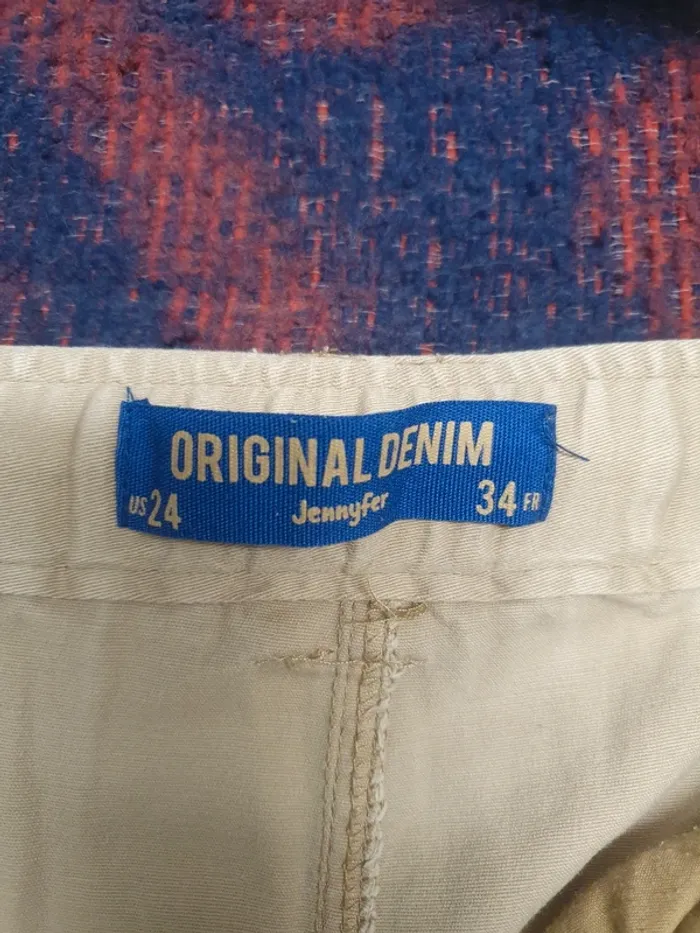 ORIGINAL DENIM
US 24 Jennyfer 34 FR